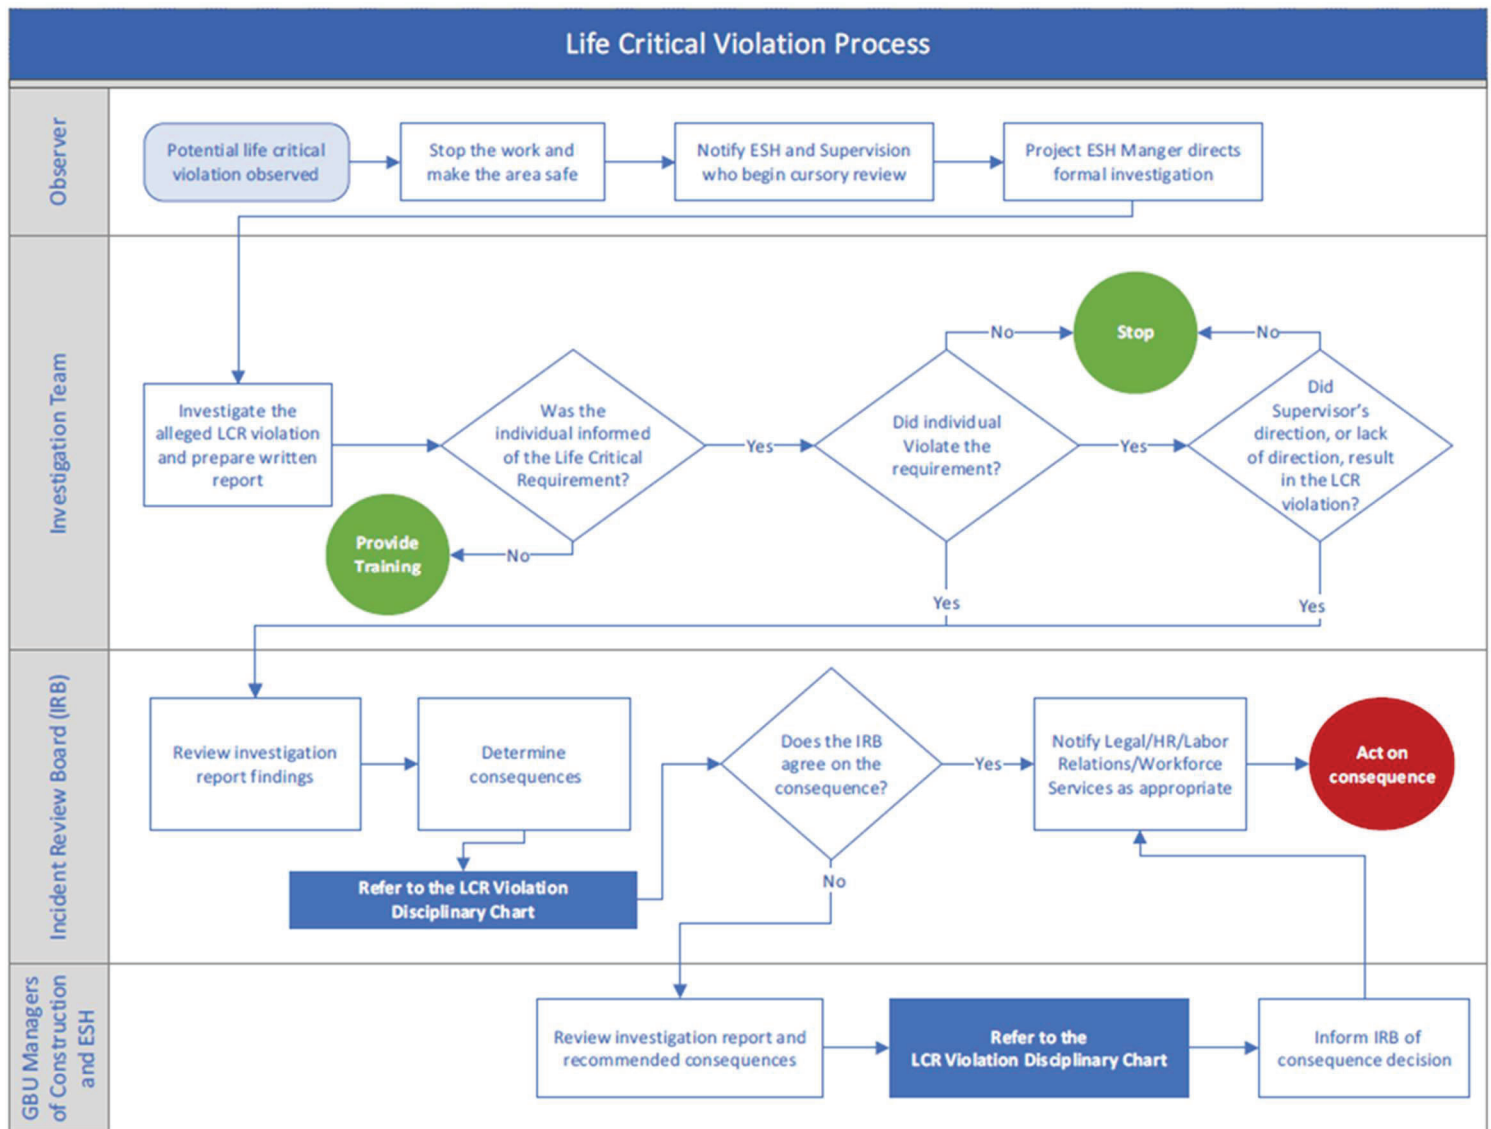 Life Critical Violation Process
Observer
Potential life critical
violation observed
Stop the work and
make the area safe
Notify ESH and Supervision
who begin cursory review
Project ESH Manger directs
formal investigation
Investigation Team
Investigate the
alleged LCR violation
and prepare written
report
Was the
individual informed
of the Life Critical
Requirement?
No
Provide
Training
Yes
Did individual
Violate the
requirement?
No
Stop
No
Yes
Did
Supervisor's
direction, or lack
of direction, result
in the LCR
violation?
Yes
Yes
Incident Review Board (IRB)
Review investigation
report findings
Determine
consequences
Refer to the LCR Violation
Disciplinary Chart
Does the IRB
agree on the
consequence?
Yes
No
Notify Legal/HR/Labor
Relations/Workforce
Services as appropriate
Act on
consequence
GBU Managers
of Construction
and ESH
Review investigation report and
recommended consequences
Refer to the
LCR Violation Disciplinary Chart
Inform IRB of
consequence decision